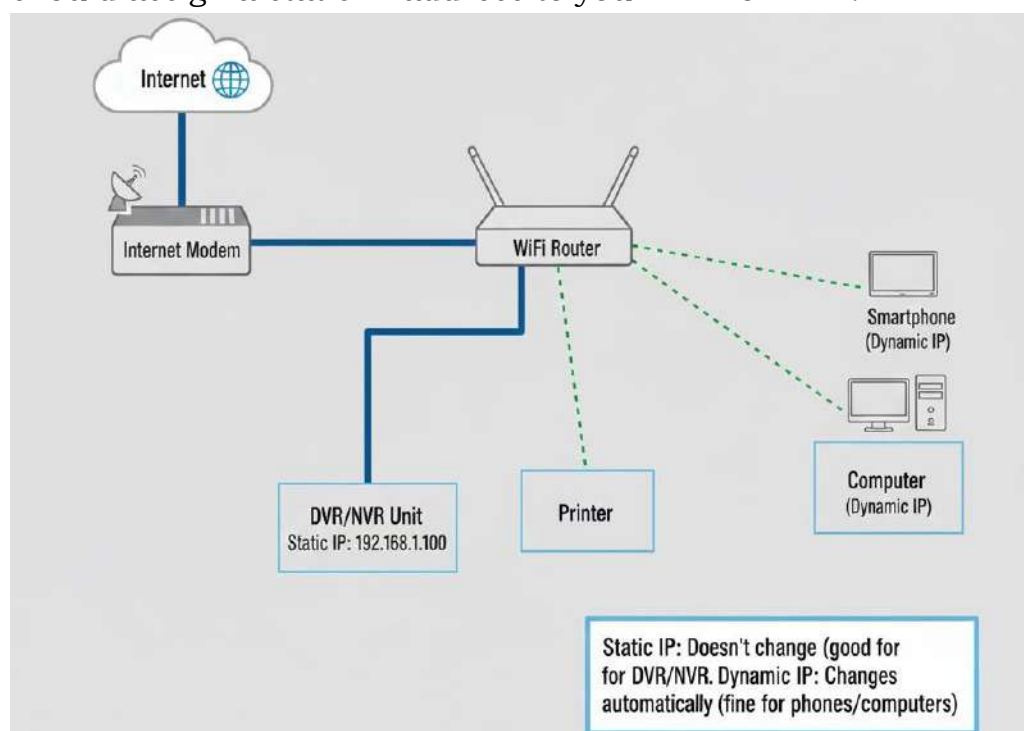 Internet
Internet Modem
WiFi Router
Smartphone
(Dynamic IP)
Computer
(Dynamic IP)
DVR/NVR Unit
Static IP: 192.168.1.100
Printer
Static IP: Doesn't change (good for
for DVR/NVR. Dynamic IP: Changes
automatically (fine for phones/computers)